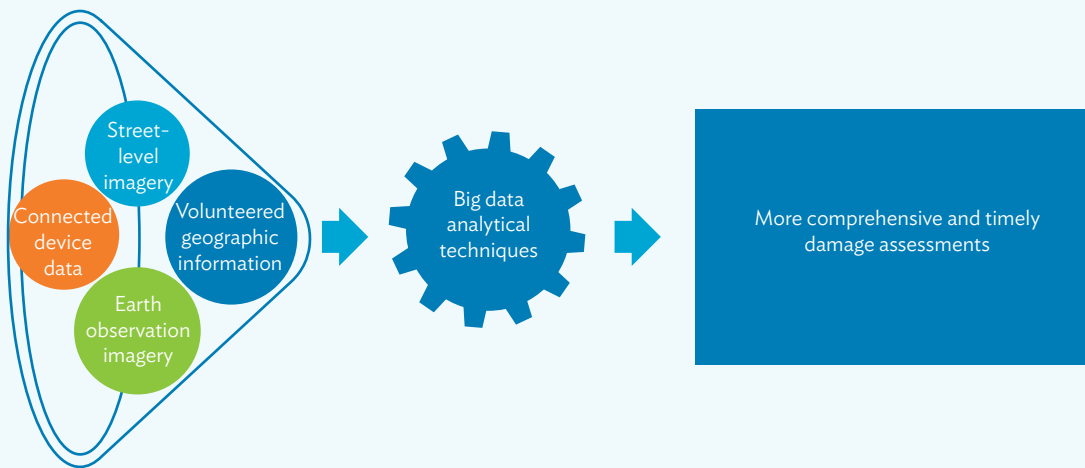 Street-
level
imagery
Connected
device
data
Volunteered
geographic
information
Earth
observation
imagery
Big data
analytical
techniques
More comprehensive and timely
damage assessments